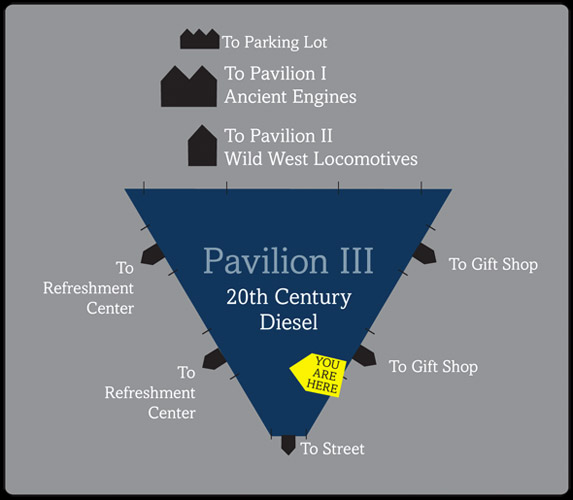 To Parking Lot
To Pavilion I
Ancient Engines
To Pavilion II
Wild West Locomotives
Pavilion III
20th Century
Diesel
To
Refreshment
Center
To Gift Shop
To
Refreshment
Center
YOU
ARE
HERE
To Gift Shop
To Street